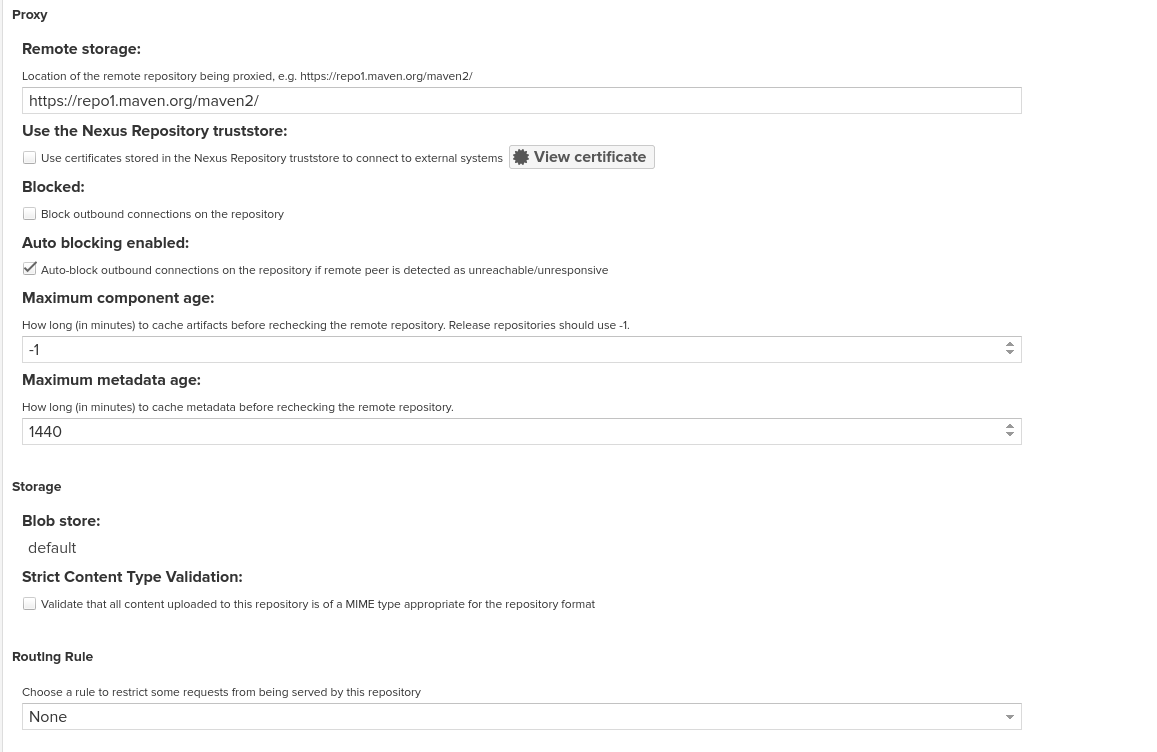 Proxy
Remote storage:
Location of the remote repository being proxied, e.g. https://repo1.maven.org/maven2/
https://repo1.maven.org/maven2/
Use the Nexus Repository truststore:
Use certificates stored in the Nexus Repository truststore to connect to external systems View certificate
Blocked:
Block outbound connections on the repository
Auto blocking enabled:
Auto-block outbound connections on the repository if remote peer is detected as unreachable/unresponsive
Maximum component age:
How long (in minutes) to cache artifacts before rechecking the remote repository. Release repositories should use -1.
-1
Maximum metadata age:
How long (in minutes) to cache metadata before rechecking the remote repository.
1440
Storage
Blob store:
default
Strict Content Type Validation:
Validate that all content uploaded to this repository is of a MIME type appropriate for the repository format
Routing Rule
Choose a rule to restrict some requests from being served by this repository
None